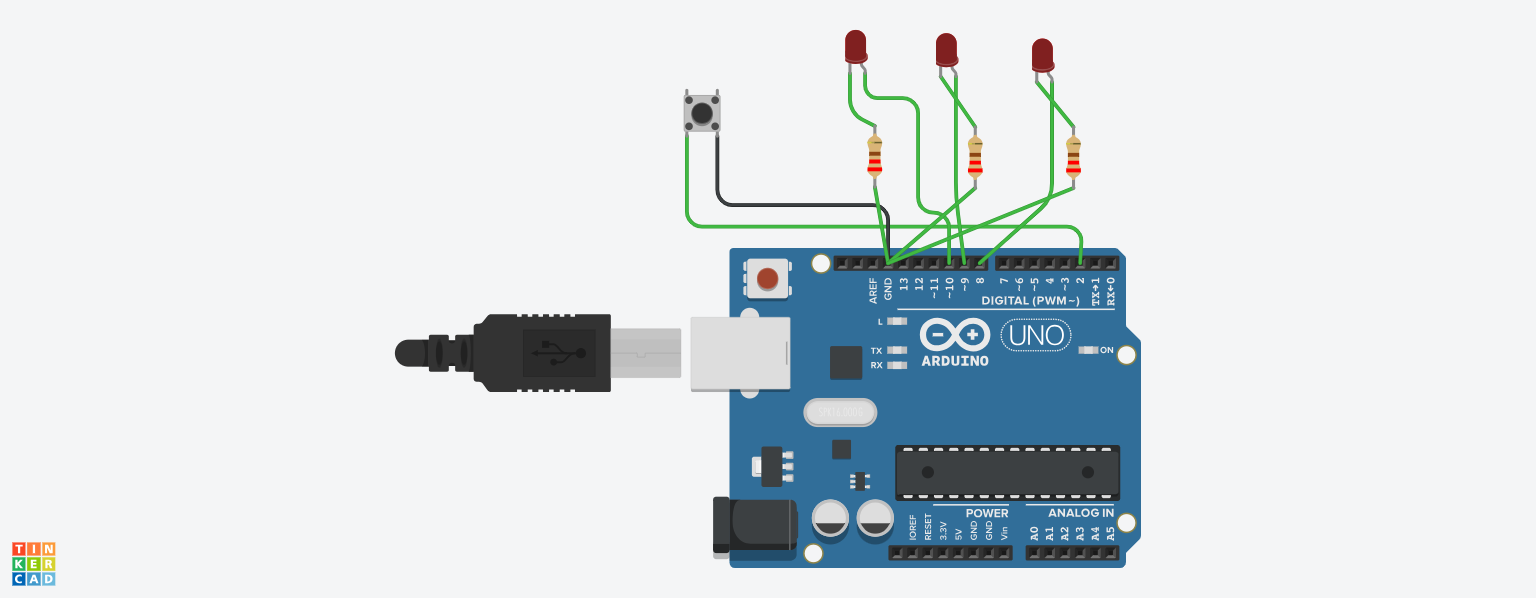 AREF
GND
13
12
~11
~10
~9
8
7
~6
~5
4
~3
2
TX→1
RX←0
DIGITAL (PWM~)
L
TX
RX
ARDUINO
UNO
ON
POWER
ANALOG IN
IOREF
RESET
3.3V
5V
GND
GND
Vin
A0
A1
A2
A3
A4
A5
TIN
KER
CAD